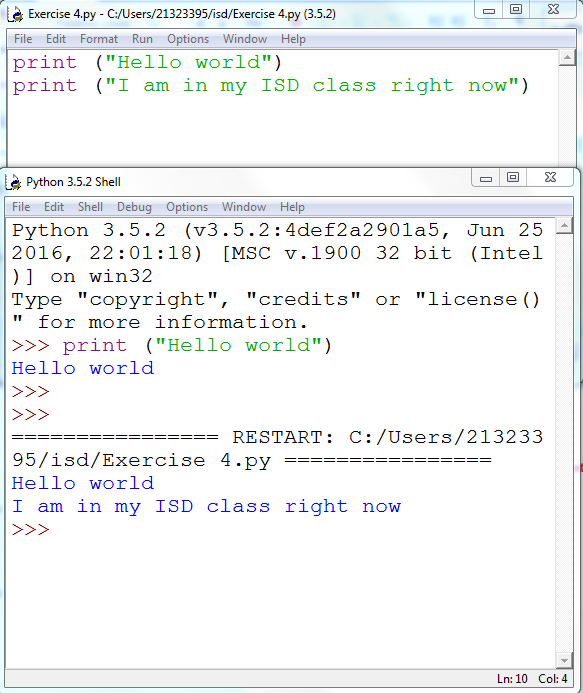 Exercise 4.py - C:/Users/21323395/isd/Exercise 4.py (3.5.2)
File Edit Format Run Options Window Help
print ("Hello world")
print ("I am in my ISD class right now")
Python 3.5.2 Shell
File Edit Shell Debug Options Window Help
Python 3.5.2 (v3.5.2:4def2a2901a5, Jun 25
2016, 22:01:18) [MSC v.1900 32 bit (Intel
)] on win32
Type "copyright", "credits" or "license()
" for more information.
>>> print ("Hello world")
Hello world
>>>
>>>
================ RESTART: C:/Users/213233
95/isd/Exercise 4.py ================
Hello world
I am in my ISD class right now
>>>
Ln: 10 Col: 4